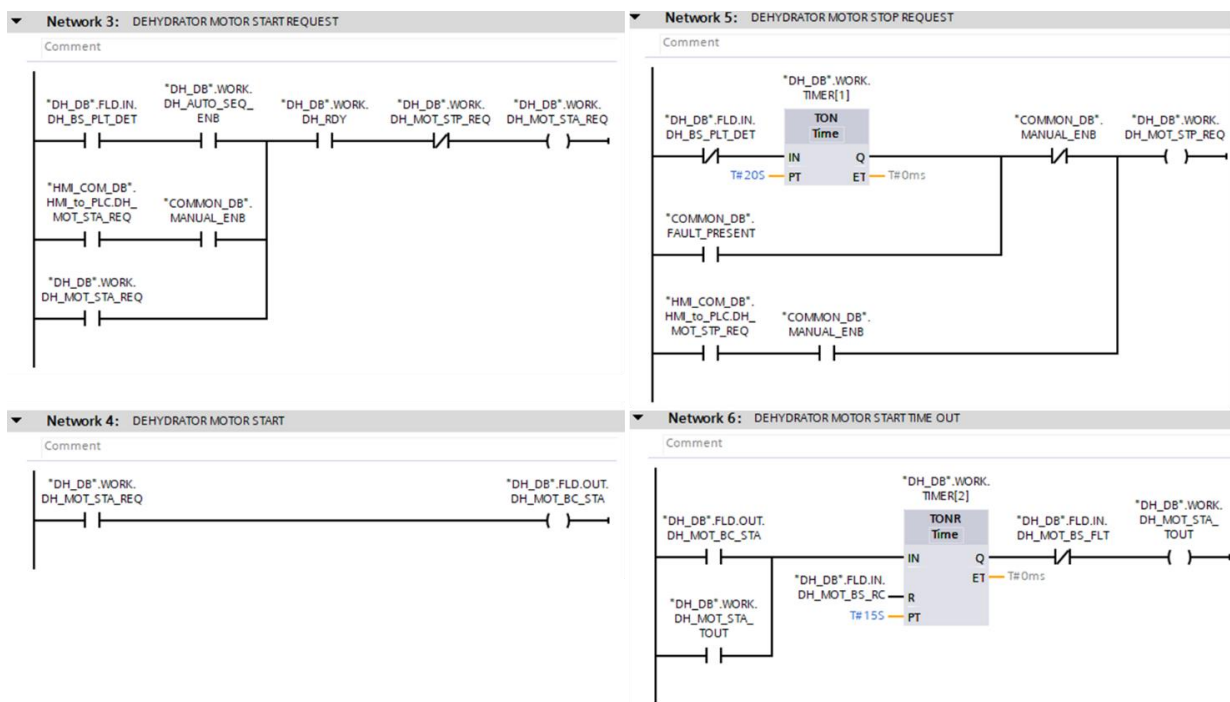 Network 3: DEHYDRATOR MOTOR START REQUEST
Comment
"DH_DB".FLD.IN.
DH_BS_PLT_DET
"DH_DB".WORK.
DH_AUTO_SEQ_
ENB
"DH_DB".WORK.
DH_RDY
"DH_DB".WORK.
DH_MOT_STP_REQ
"DH_DB".WORK.
DH_MOT_STA_REQ
"HMI_COM_DB".
HMI_to_PLC.DH_
MOT_STA_REQ
"COMMON_DB".
MANUAL_ENB
"DH_DB".WORK.
DH_MOT_STA_REQ
Network 4: DEHYDRATOR MOTOR START
Comment
"DH_DB".WORK.
DH_MOT_STA_REQ
"DH_DB".FLD.OUT.
DH_MOT_BC_STA
Network 5: DEHYDRATOR MOTOR STOP REQUEST
Comment
"DH_DB".WORK.
TIMER[1]
"DH_DB".FLD.IN.
DH_BS_PLT_DET
TON
Time
IN Q
T#20S PT ET T#0ms
"COMMON_DB".
MANUAL_ENB
"DH_DB".WORK.
DH_MOT_STP_REQ
"COMMON_DB".
FAULT_PRESENT
"HMI_COM_DB".
HMI_to_PLC.DH_
MOT_STP_REQ
"COMMON_DB".
MANUAL_ENB
Network 6: DEHYDRATOR MOTOR START TIME OUT
Comment
"DH_DB".WORK.
TIMER[2]
"DH_DB".FLD.OUT.
DH_MOT_BC_STA
TONR
Time
IN Q
ET T#0ms
"DH_DB".FLD.IN.
DH_MOT_BS_RC R
T#15S PT
"DH_DB".FLD.IN.
DH_MOT_BS_FLT
"DH_DB".WORK.
DH_MOT_STA_
TOUT
"DH_DB".WORK.
DH_MOT_STA_
TOUT